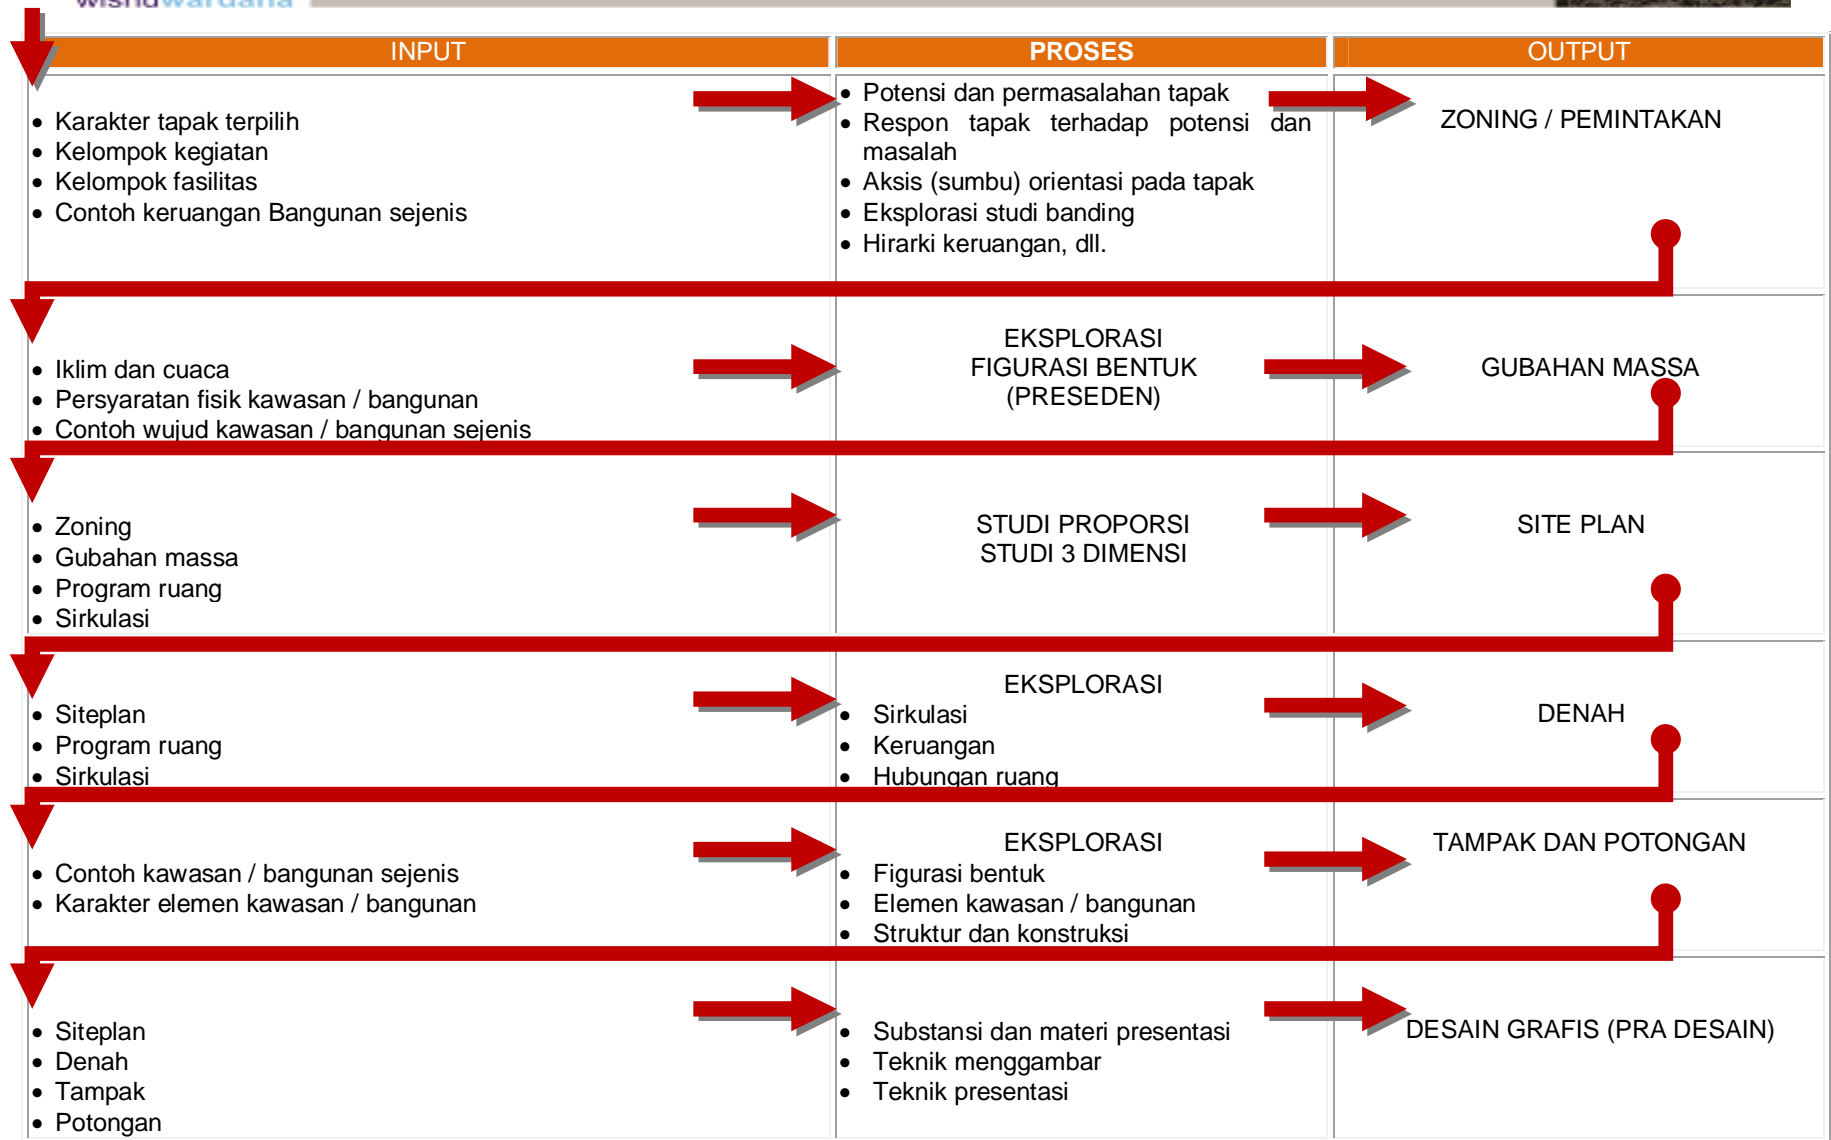 wisnuwardana
INPUT
PROSES
OUTPUT
• Karakter tapak terpilih
• Kelompok kegiatan
• Kelompok fasilitas
• Contoh keruangan Bangunan sejenis
• Potensi dan permasalahan tapak
• Respon tapak terhadap potensi dan
masalah
• Aksis (sumbu) orientasi pada tapak
• Eksplorasi studi banding
• Hirarki keruangan, dll.
ZONING / PEMINTAKAN
• Iklim dan cuaca
• Persyaratan fisik kawasan / bangunan
• Contoh wujud kawasan / bangunan sejenis
EKSPLORASI
FIGURASI BENTUK
(PRESEDEN)
GUBAHAN MASSA
• Zoning
• Gubahan massa
• Program ruang
• Sirkulasi
STUDI PROPORSI
STUDI 3 DIMENSI
SITE PLAN
• Siteplan
• Program ruang
• Sirkulasi
EKSPLORASI
• Sirkulasi
• Keruangan
• Hubungan ruang
DENAH
• Contoh kawasan / bangunan sejenis
• Karakter elemen kawasan / bangunan
EKSPLORASI
• Figurasi bentuk
• Elemen kawasan / bangunan
• Struktur dan konstruksi
TAMPAK DAN POTONGAN
• Siteplan
• Denah
• Tampak
• Potongan
• Substansi dan materi presentasi
• Teknik menggambar
• Teknik presentasi
DESAIN GRAFIS (PRA DESAIN)